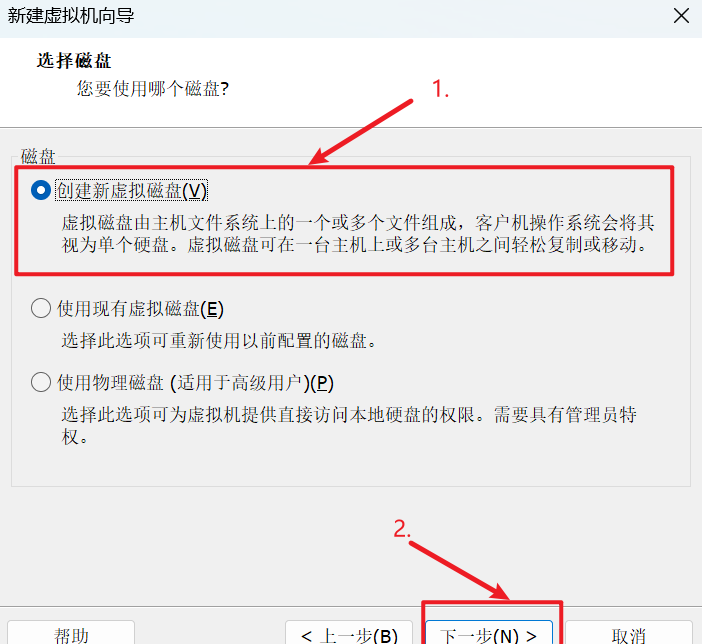 新建虚拟机向导
选择磁盘
您要使用哪个磁盘?
1.
磁盘
创建新虚拟磁盘(V)
虚拟磁盘由主机文件系统上的一个或多个文件组成，客户机操作系统会将其
视为单个硬盘。虚拟磁盘可在一台主机上或多台主机之间轻松复制或移动。
使用现有虚拟磁盘(E)
选择此选项可重新使用以前配置的磁盘。
使用物理磁盘 (适用于高级用户)(P)
选择此选项可为虚拟机提供直接访问本地硬盘的权限。需要具有管理员特
权。
2.
帮助
< 上一步(B)
下一步(N) >
取消